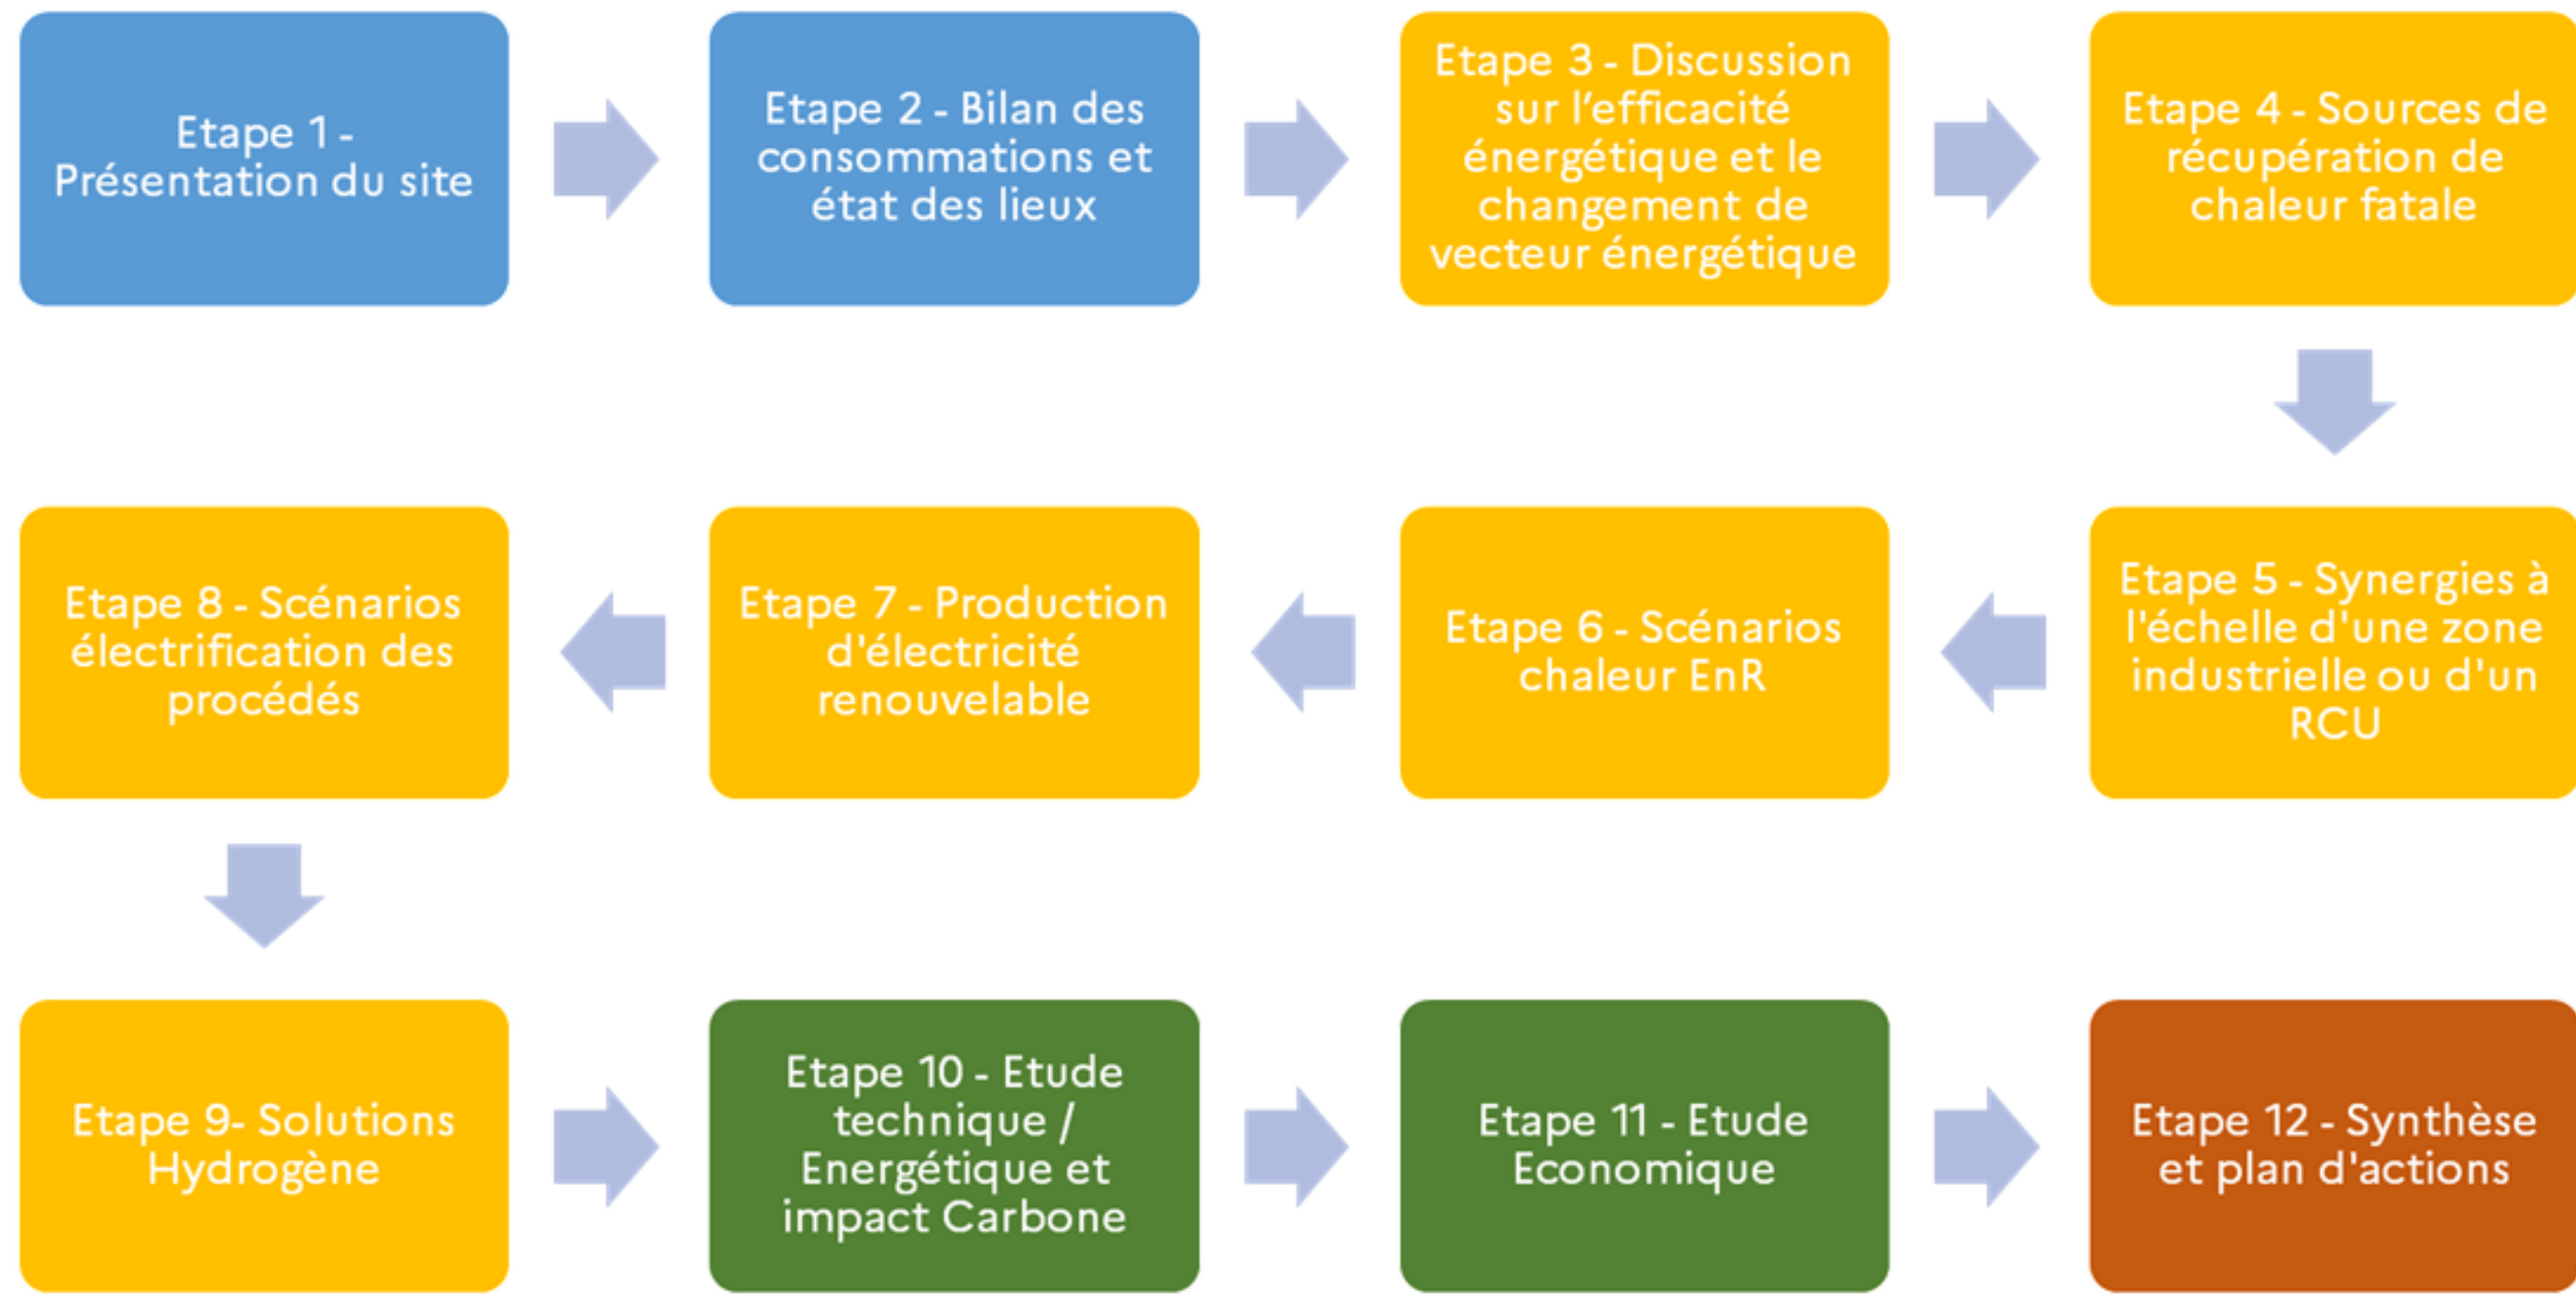 Etape 1 -
Présentation du site
Etape 2 - Bilan des
consommations et
état des lieux
Etape 3 - Discussion
sur l’efficacité
énergétique et le
changement de
vecteur énergétique
Etape 4 - Sources de
récupération de
chaleur fatale
Etape 5 - Synergies à
l'échelle d'une zone
industrielle ou d'un
RCU
Etape 6 - Scénarios
chaleur EnR
Etape 7 - Production
d'électricité
renouvelable
Etape 8 - Scénarios
électrification des
procédés
Etape 9- Solutions
Hydrogène
Etape 10 - Etude
technique /
Energétique et
impact Carbone
Etape 11 - Etude
Economique
Etape 12 - Synthèse
et plan d'actions